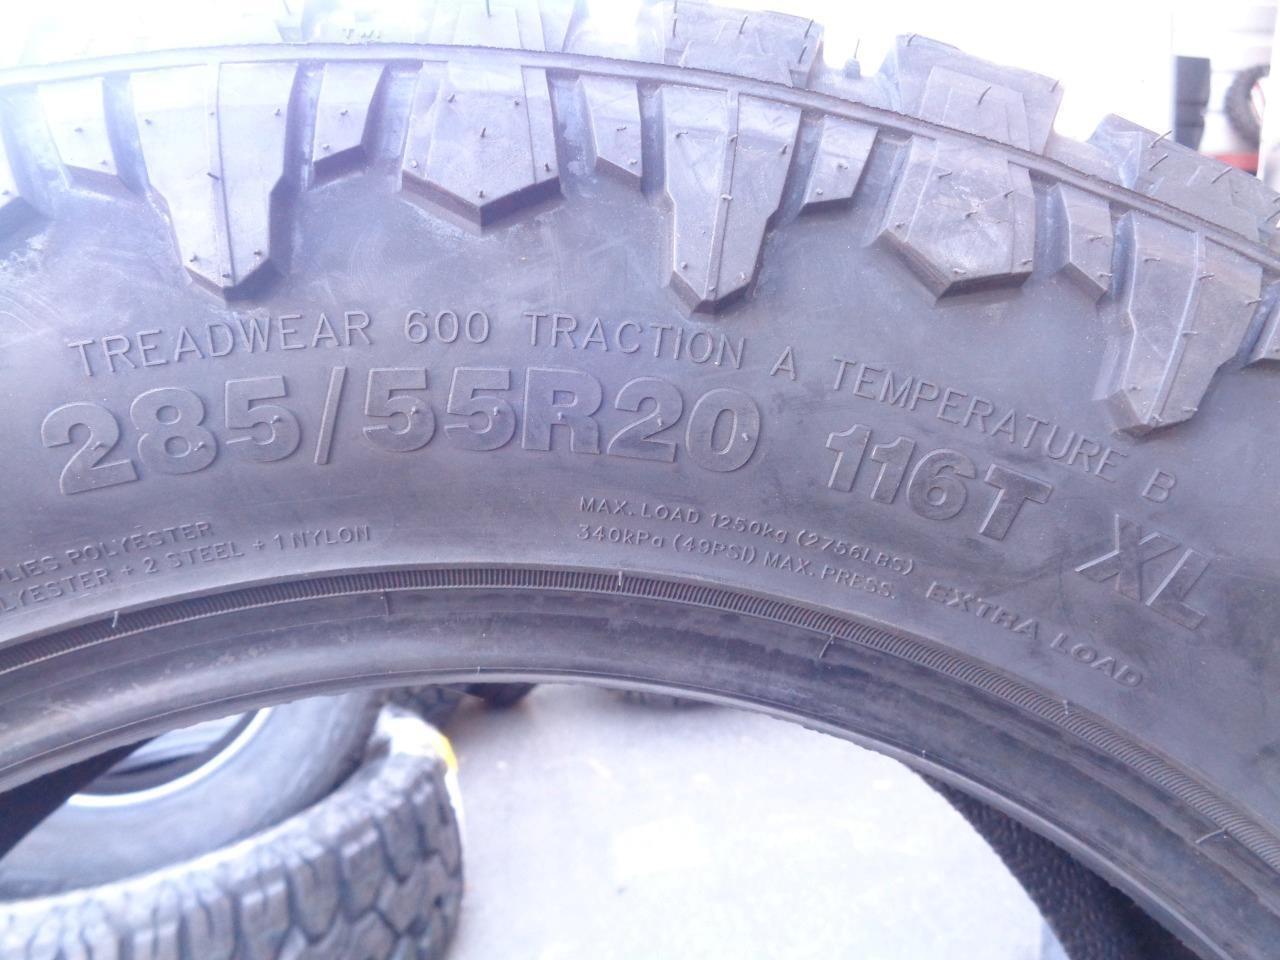 TWI
TREADWEAR 600 TRACTION A TEMPERATURE B
285/55R20 116T XL
PLIES POLYESTER
LYESTER + 2 STEEL + 1 NYLON
MAX. LOAD 1250kg (2756LBS)
340kPa (49PSI) MAX. PRESS.
EXTRA LOAD